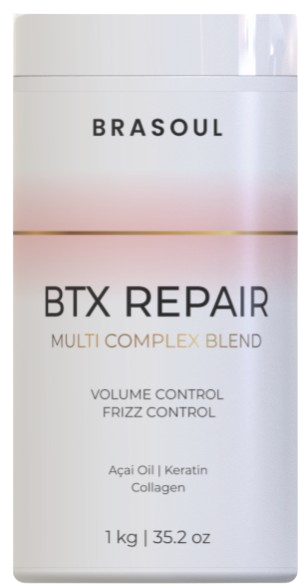 BRASOUL
BTX REPAIR
MULTI COMPLEX BLEND
VOLUME CONTROL
FRIZZ CONTROL
Açai Oil | Keratin
Collagen
1 kg | 35.2 oz